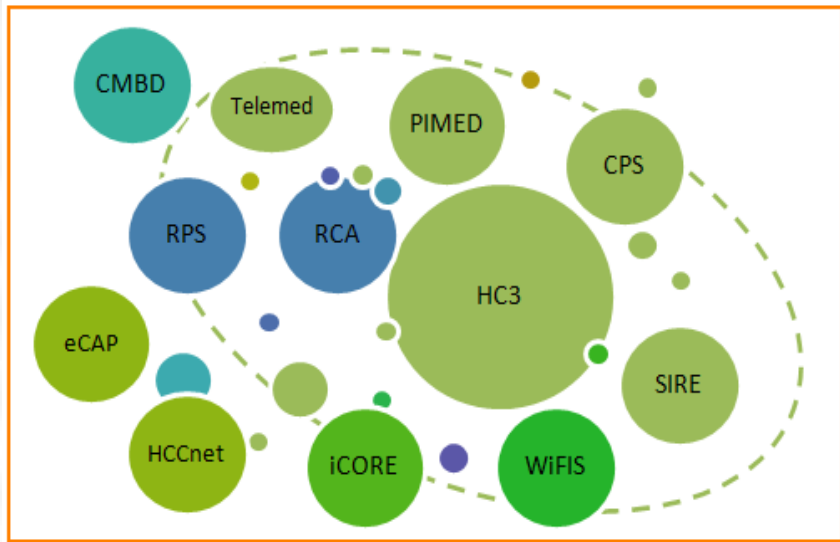 CMBD
Telemed
PIMED
CPS
RPS
RCA
HC3
eCAP
SIRE
HCCnet
iCORE
WiFIS